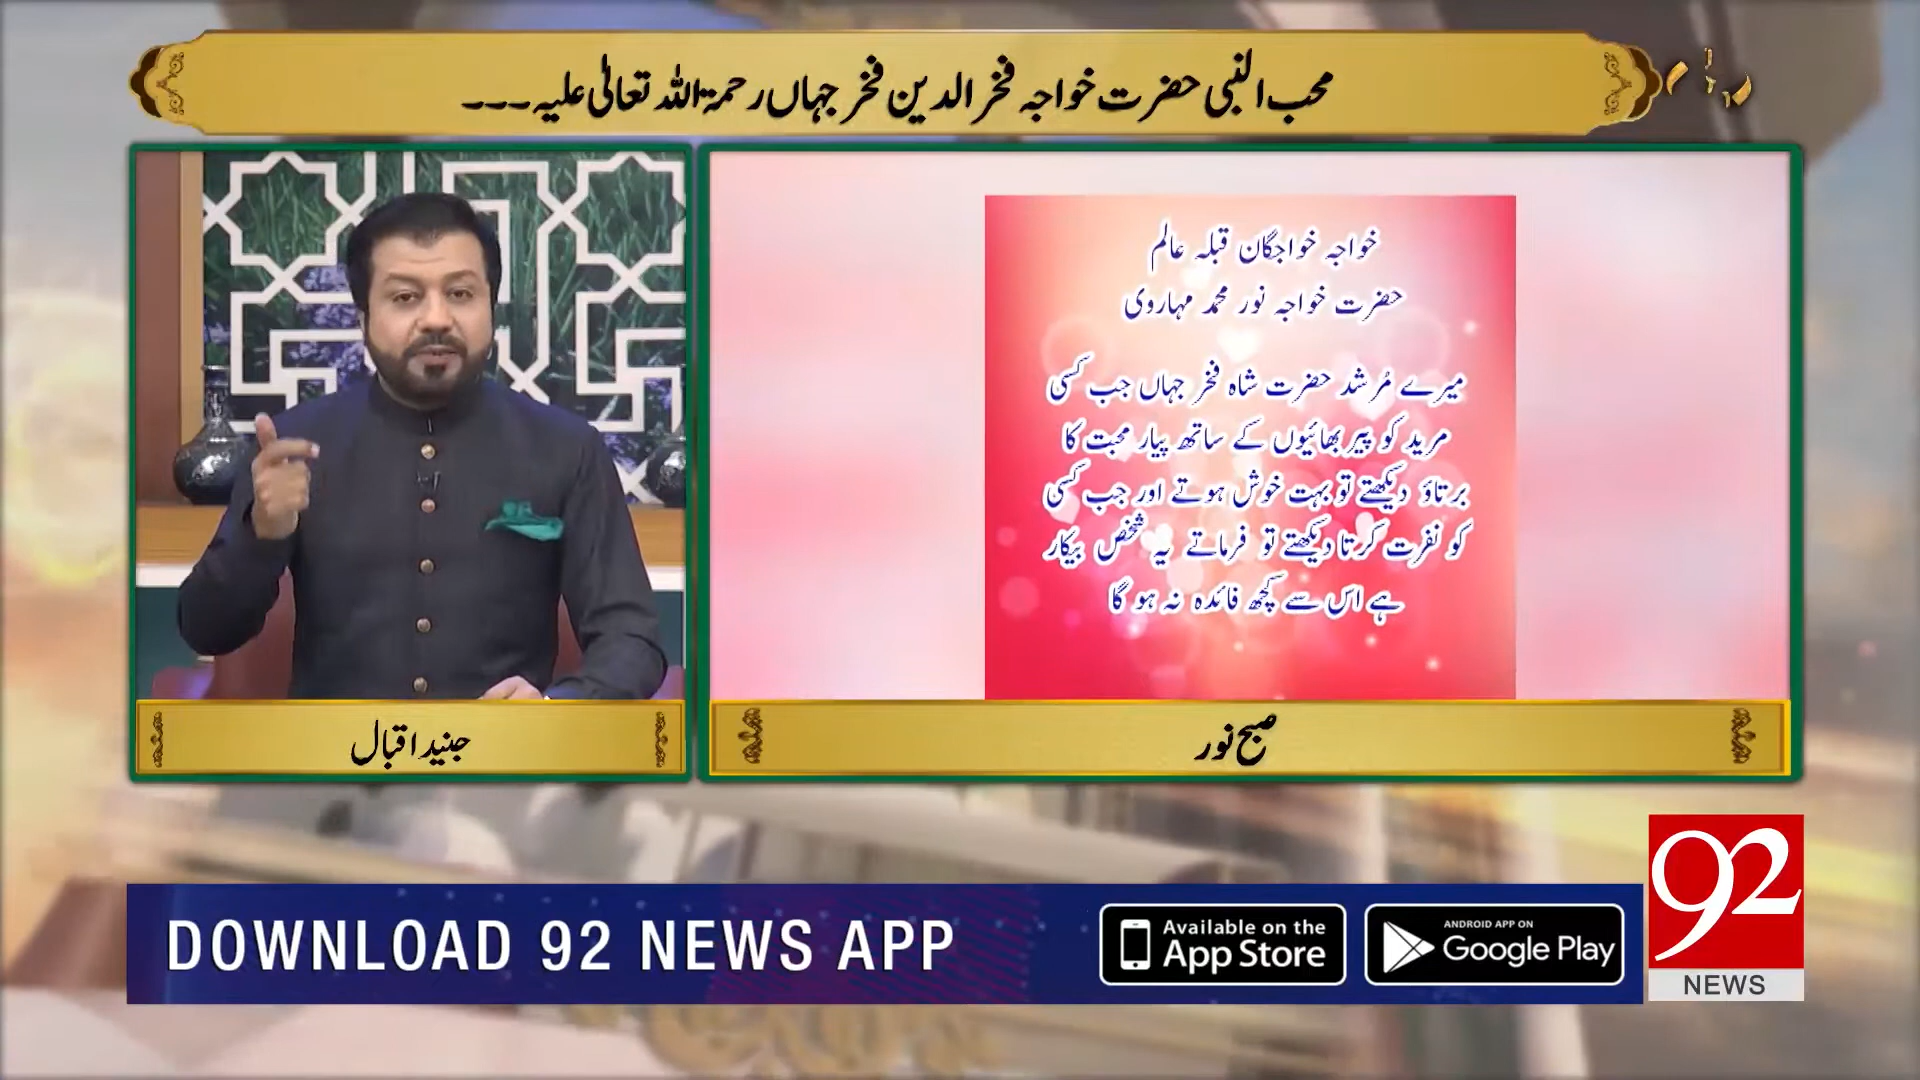 محب النبی حضرت خواجہ فخر الدین فخر جہاں رحمۃ اللہ تعالیٰ علیہ ۔۔۔
خواجہ خواجگان قبلہ عالم
حضرت خواجہ نور محمد مہاروی
میرے مُرشد حضرت شاہ فخر جہاں جب کسی
مرید کو پیر بھائیوں کے ساتھ پیار محبت کا
برتاؤ دیکھتے تو بہت خوش ہوتے اور جب کسی
کو نفرت کرتا دیکھتے تو فرماتے یہ شخص بیکار
ہے اس سے کچھ فائدہ نہ ہو گا
جنید اقبال
صبح نور
DOWNLOAD 92 NEWS APP
Available on the
App Store
ANDROID APP ON
Google Play
92
NEWS